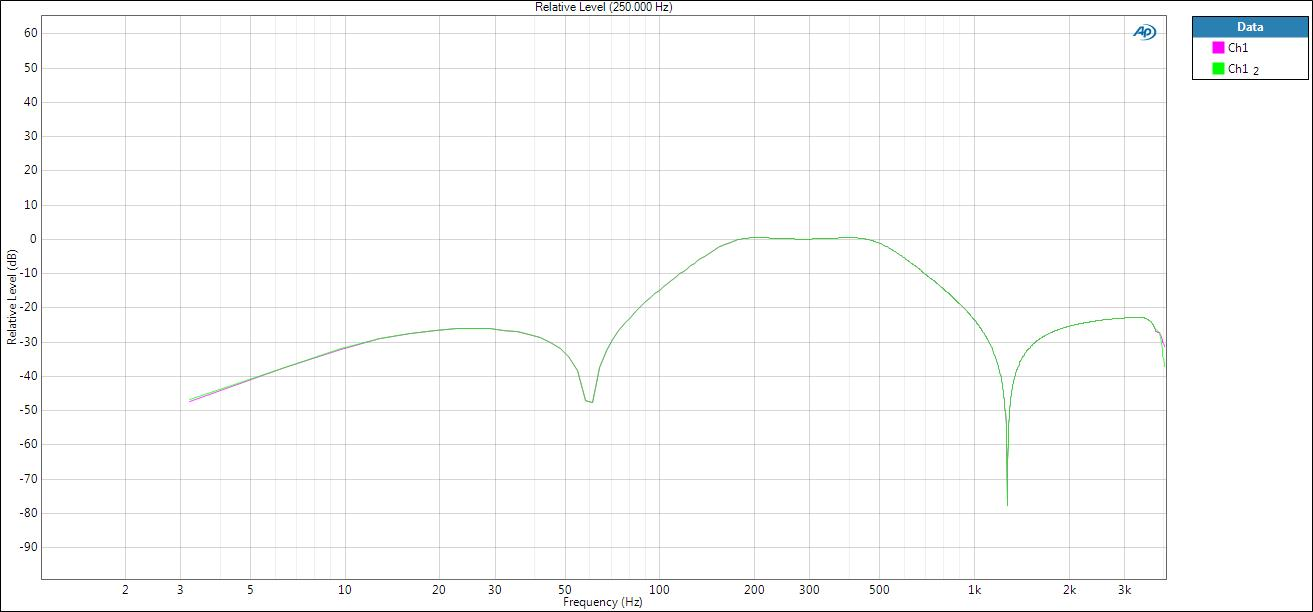 Relative Level (250.000 Hz)
AP
Data
Ch1
Ch1 2
Relative Level (dB)
60
50
40
30
20
10
0
-10
-20
-30
-40
-50
-60
-70
-80
-90
2 3 5 10 20 30 50 100 200 300 500 1k 2k 3k
Frequency (Hz)